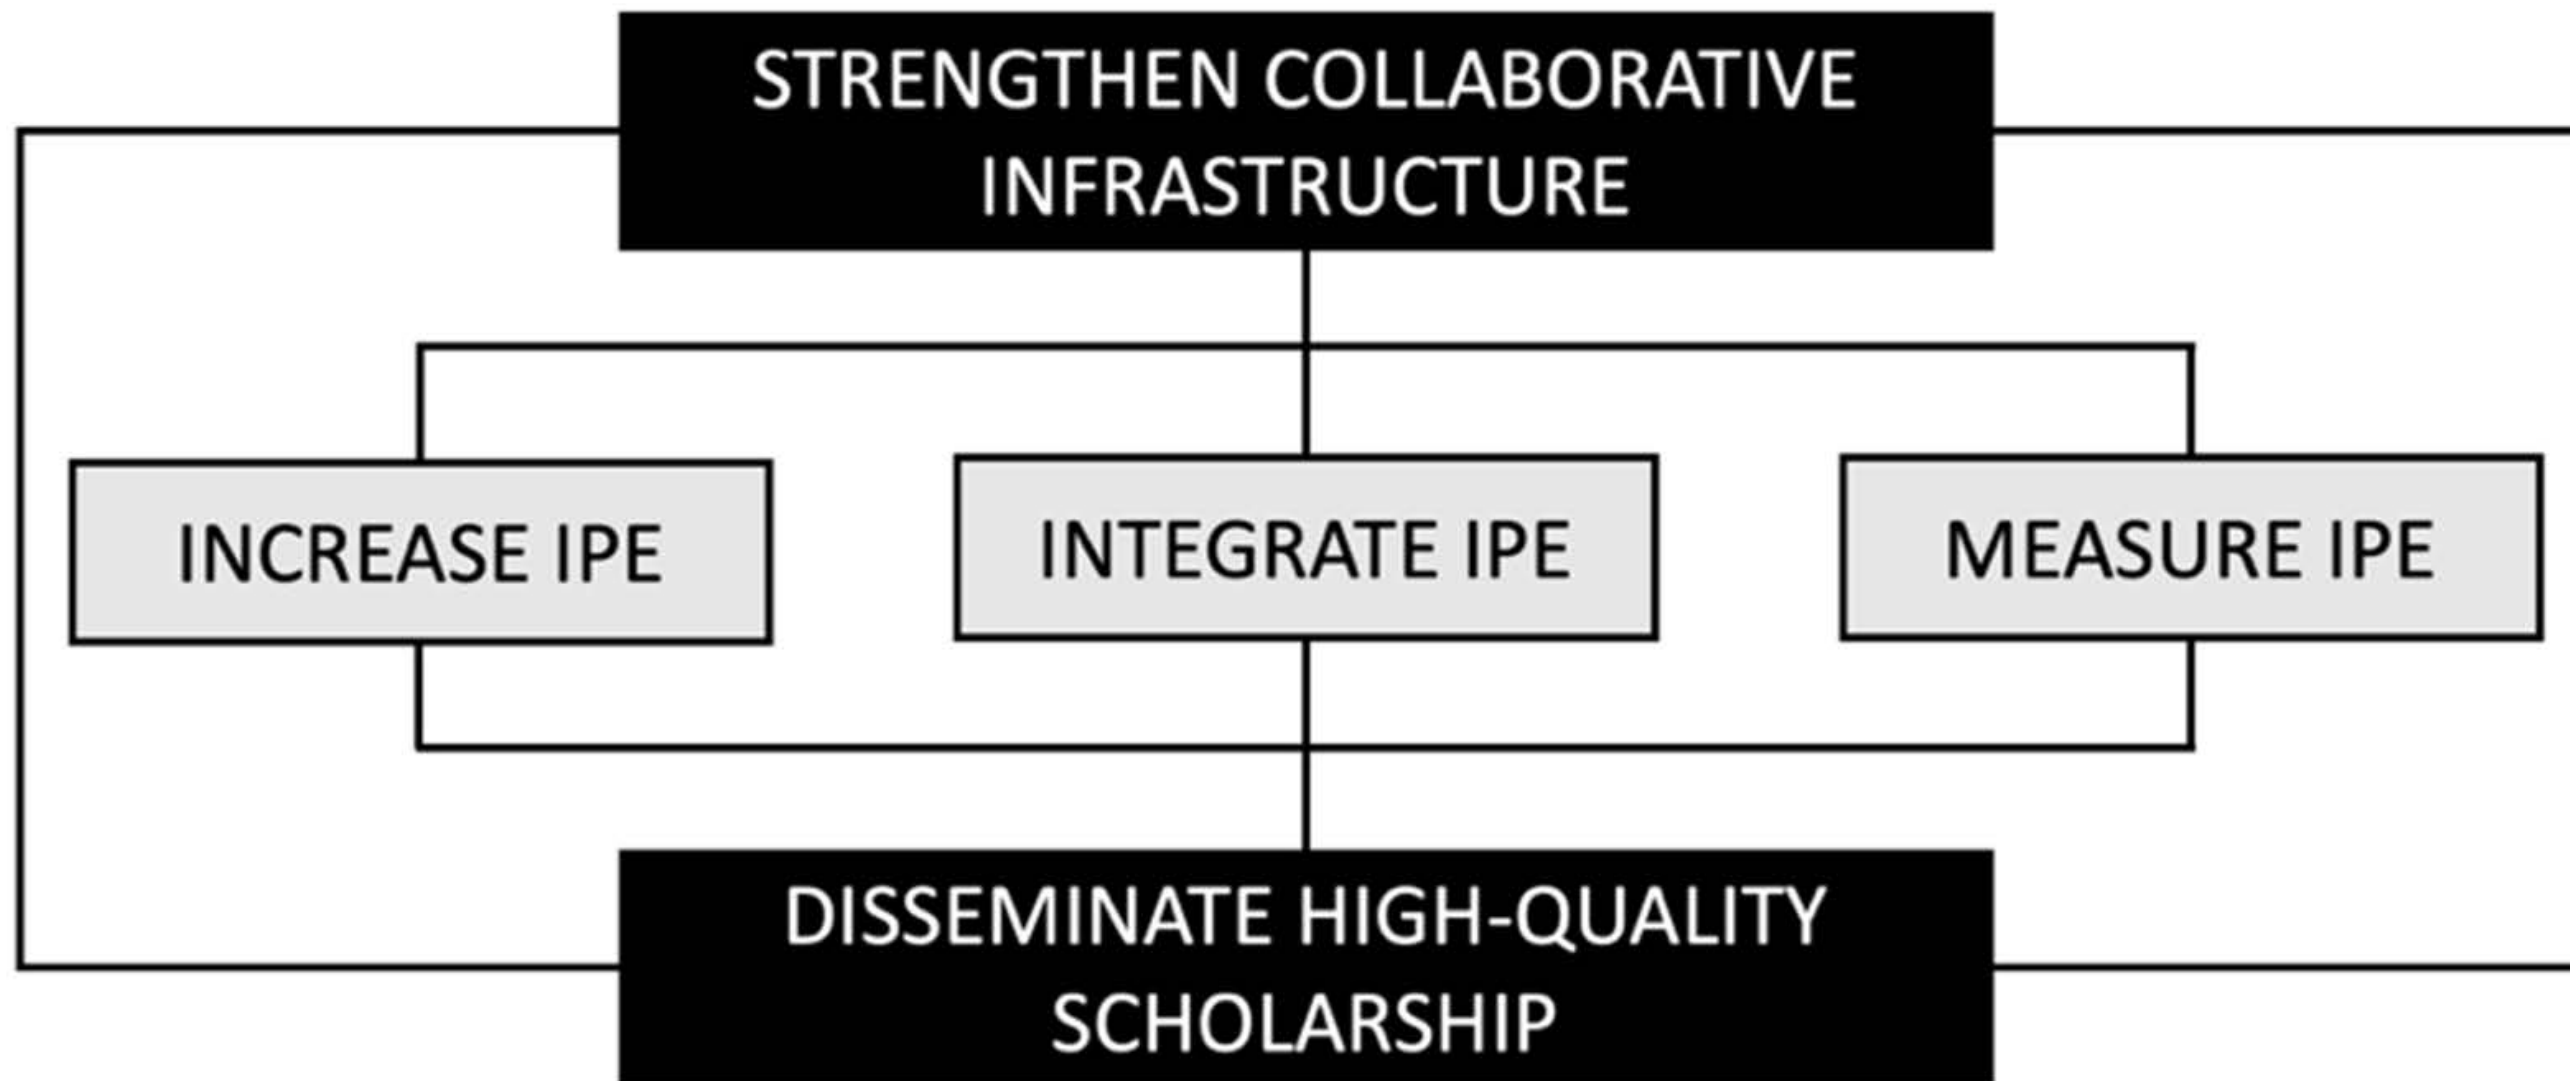 STRENGTHEN COLLABORATIVE
INFRASTRUCTURE
INCREASE IPE
INTEGRATE IPE
MEASURE IPE
DISSEMINATE HIGH-QUALITY
SCHOLARSHIP